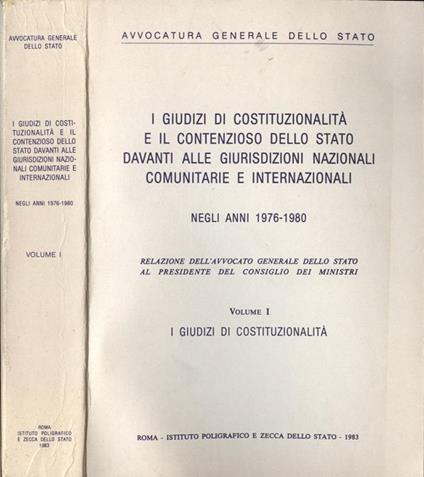 AVVOCATURA GENERALE
DELLO STATO
I GIUDIZI DI COSTITU-
ZIONALITÀ E IL
CONTENZIOSO DELLO
STATO DAVANTI ALLE
GIURISDIZIONI NAZIO-
NALI COMUNITARIE E
INTERNAZIONALI
NEGLI ANNI 1976-1980
VOLUME I
ROMA
ISTITUTO POLIGRAFICO
E ZECCA DELLO STATO
1983
AVVOCATURA GENERALE DELLO STATO
I GIUDIZI DI COSTITUZIONALITÀ
E IL CONTENZIOSO DELLO STATO
DAVANTI ALLE GIURISDIZIONI NAZIONALI
COMUNITARIE E INTERNAZIONALI
NEGLI ANNI 1976-1980
RELAZIONE DELL'AVVOCATO GENERALE DELLO STATO
AL PRESIDENTE DEL CONSIGLIO DEI MINISTRI
VOLUME I
I GIUDIZI DI COSTITUZIONALITÀ
ROMA - ISTITUTO POLIGRAFICO E ZECCA DELLO STATO - 1983